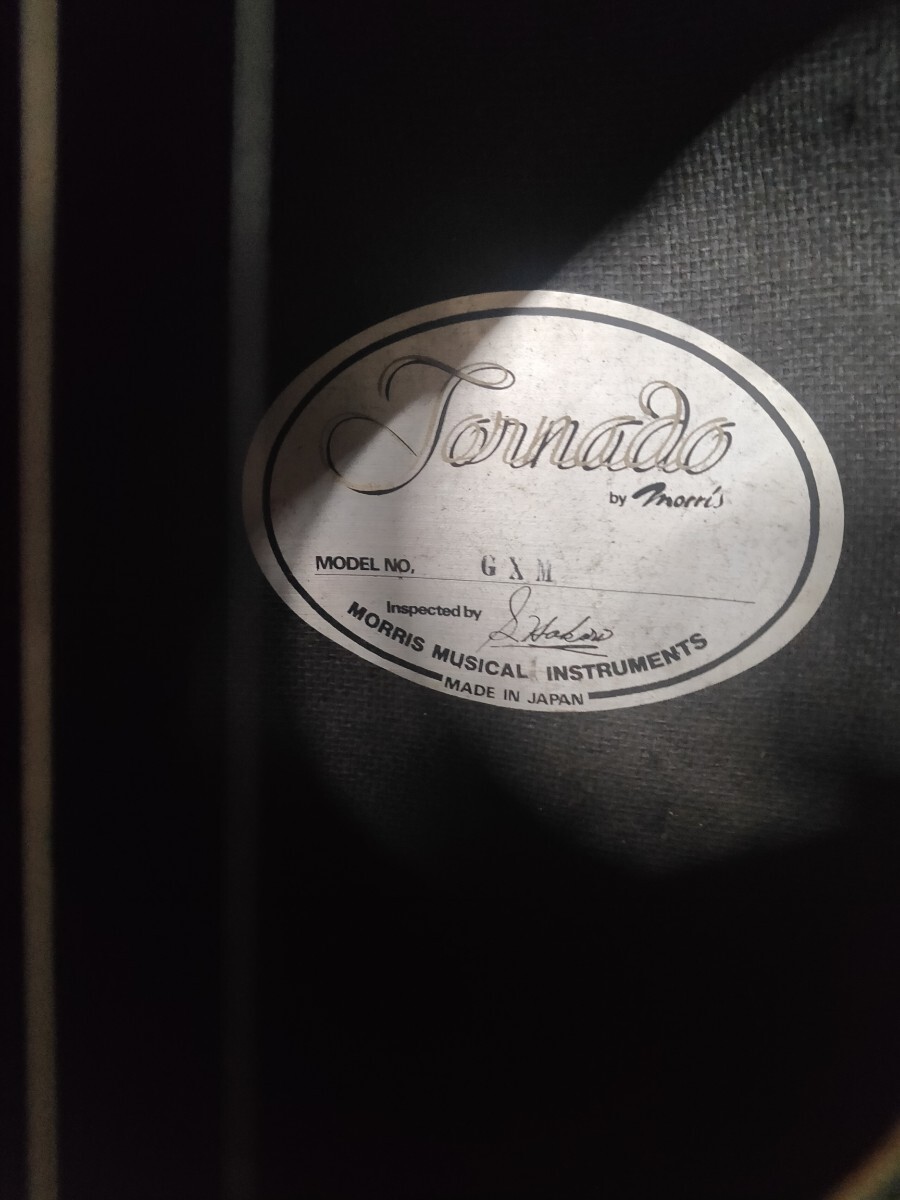 Tornado
by Morris
MODEL NO. GXM
Inspected by
MORRIS MUSICAL INSTRUMENTS
MADE IN JAPAN